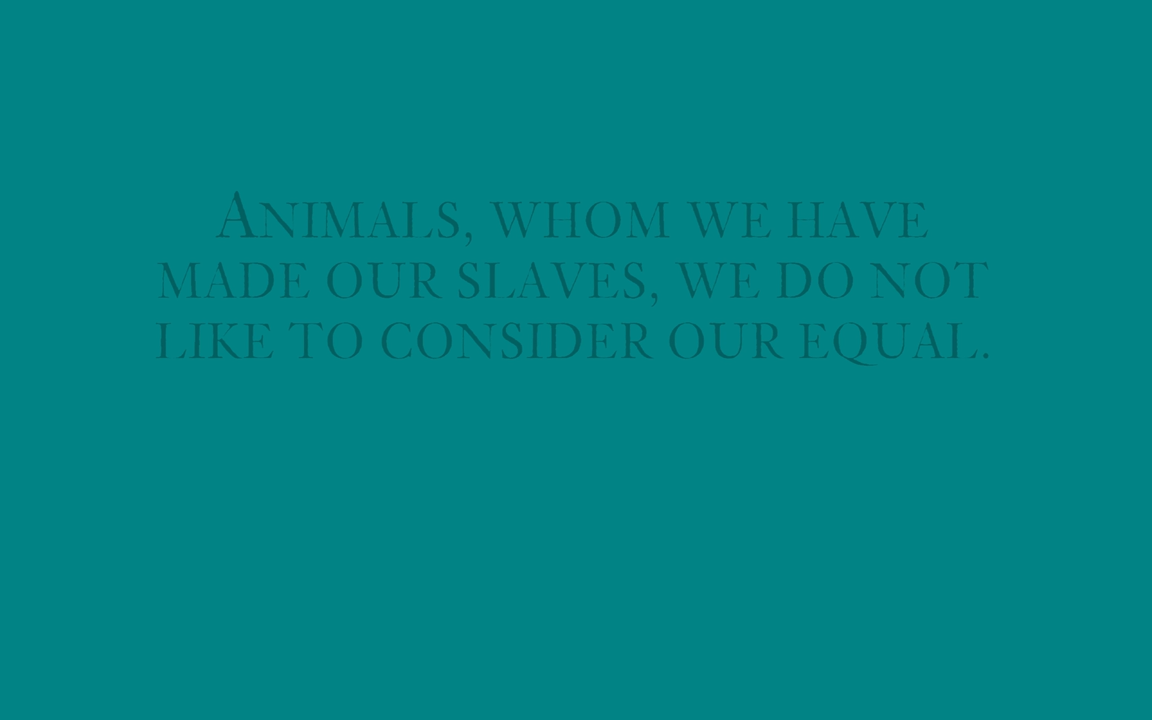 Animals, whom we have
made our slaves, we do not
like to consider our equal.